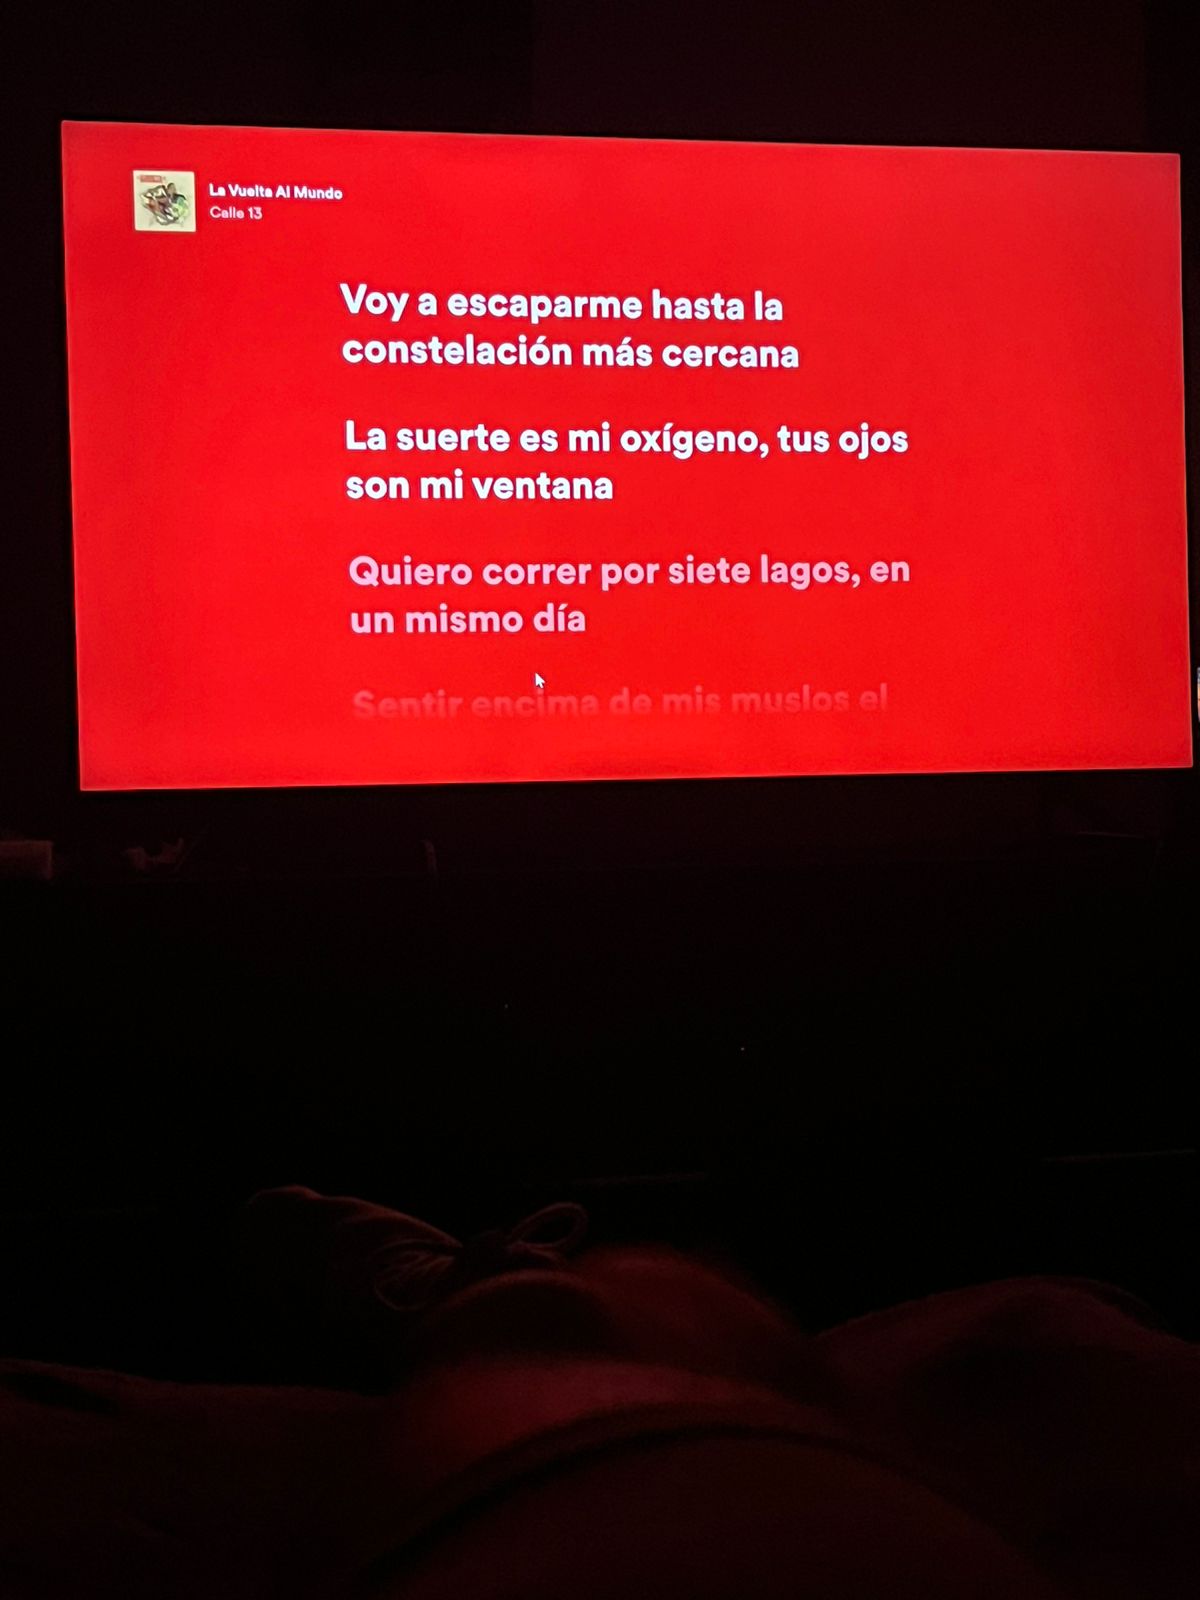 La Vuelta Al Mundo
Calle 13
Voy a escaparme hasta la
constelación más cercana
La suerte es mi oxígeno, tus ojos
son mi ventana
Quiero correr por siete lagos, en
un mismo día
Sentir encima de mis muslos el